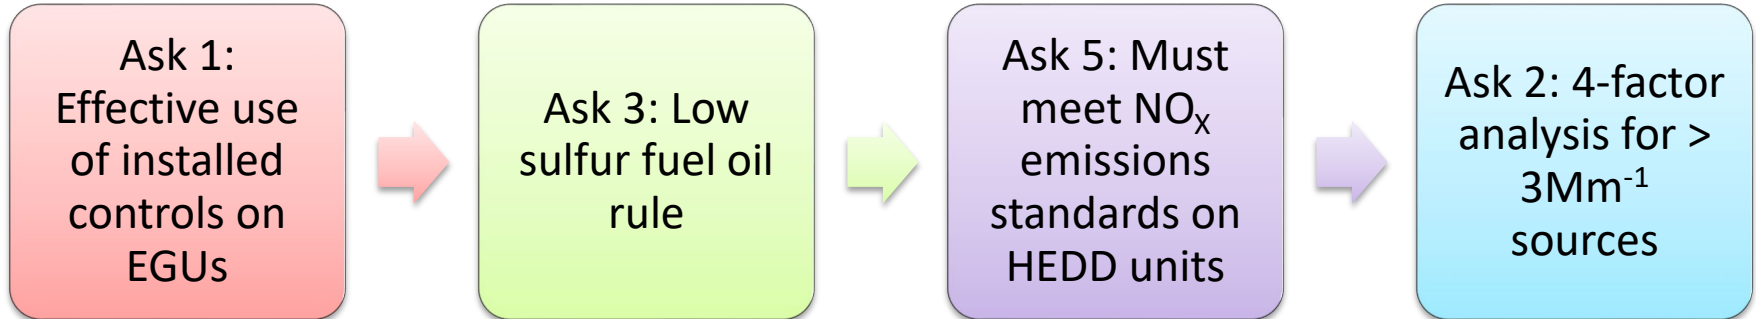 Ask 1:
Effective use
of installed
controls on
EGUs
Ask 3: Low
sulfur fuel oil
rule
Ask 5: Must
meet NOₓ
emissions
standards on
HEDD units
Ask 2: 4-factor
analysis for >
3Mm⁻¹
sources